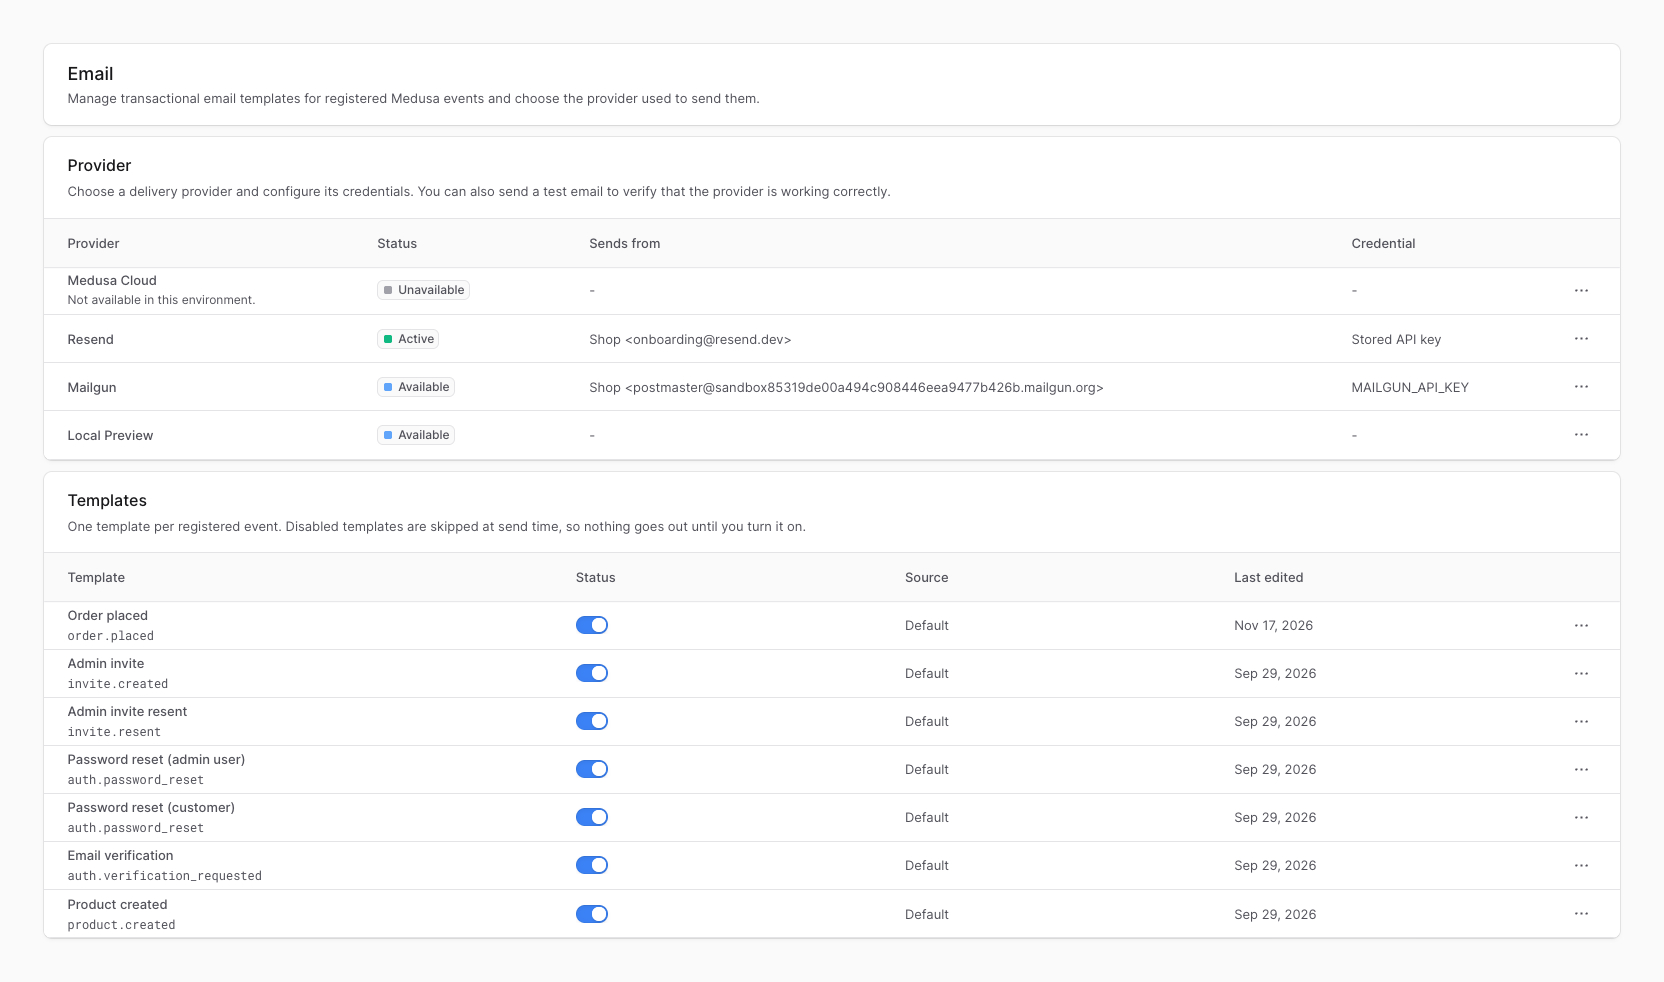 Email
Manage transactional email templates for registered Medusa events and choose the provider used to send them.
Provider
Choose a delivery provider and configure its credentials. You can also send a test email to verify that the provider is working correctly.
Provider Status Sends from Credential
Medusa Cloud
Not available in this environment.
Unavailable - - ...
Resend Active Shop <onboarding@resend.dev> Stored API key ...
Mailgun Available Shop <postmaster@sandbox85319de00a494c908446eea9477b426b.mailgun.org> MAILGUN_API_KEY ...
Local Preview Available - - ...
Templates
One template per registered event. Disabled templates are skipped at send time, so nothing goes out until you turn it on.
Template Status Source Last edited
Order placed
order.placed
Default Nov 17, 2026 ...
Admin invite
invite.created
Default Sep 29, 2026 ...
Admin invite resent
invite.resent
Default Sep 29, 2026 ...
Password reset (admin user)
auth.password_reset
Default Sep 29, 2026 ...
Password reset (customer)
auth.password_reset
Default Sep 29, 2026 ...
Email verification
auth.verification_requested
Default Sep 29, 2026 ...
Product created
product.created
Default Sep 29, 2026 ...